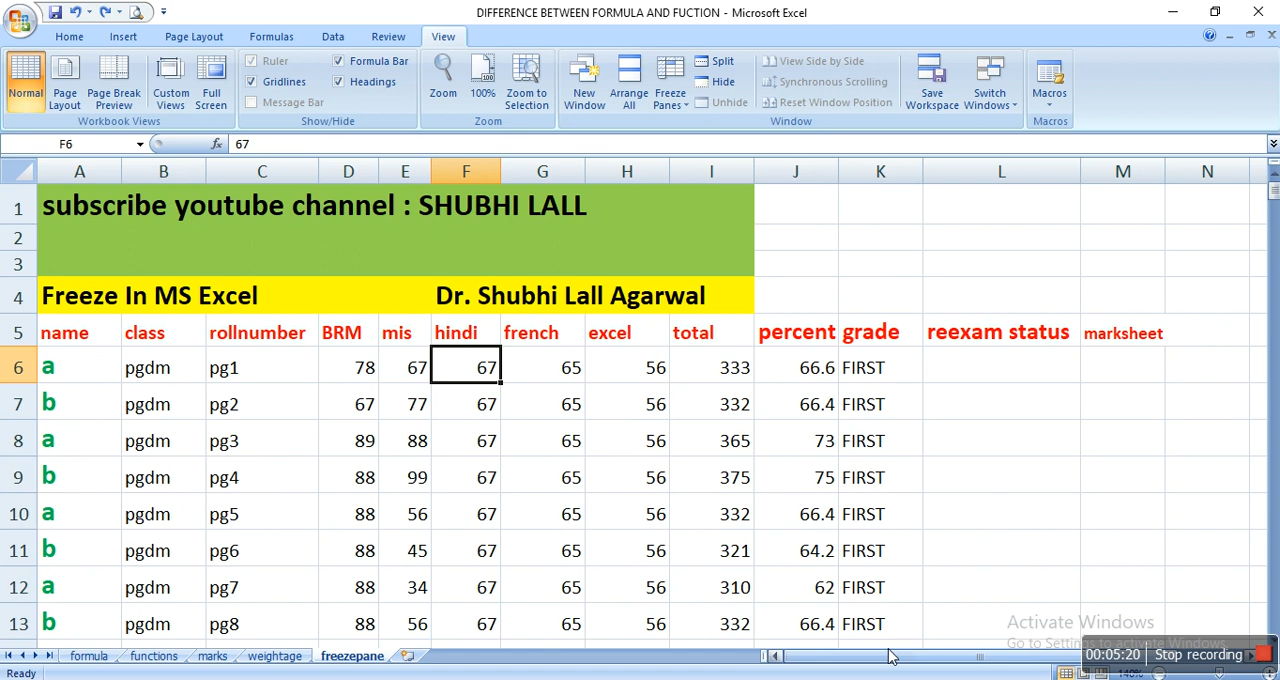 DIFFERENCE BETWEEN FORMULA AND FUCTION - Microsoft Excel
Home Insert Page Layout Formulas Data Review View
Normal
Page Layout
Page Break Preview
Custom Views
Full Screen
Workbook Views
Ruler
Gridlines
Message Bar
Formula Bar
Headings
Show/Hide
Zoom
100%
Zoom to Selection
Zoom
New Window
Arrange All
Freeze Panes
Split
Hide
Unhide
View Side by Side
Synchronous Scrolling
Reset Window Position
Save Workspace
Switch Windows
Window
Macros
Macros
F6 fx 67
A B C D E F G H I J K L M N
1 subscribe youtube channel : SHUBHI LALL
2
3
4 Freeze In MS Excel Dr. Shubhi Lall Agarwal
5 name class rollnumber BRM mis hindi french excel total percent grade reexam status marksheet
6 a pgdm pg1 78 67 67 65 56 333 66.6 FIRST
7 b pgdm pg2 67 77 67 65 56 332 66.4 FIRST
8 a pgdm pg3 89 88 67 65 56 365 73 FIRST
9 b pgdm pg4 88 99 67 65 56 375 75 FIRST
10 a pgdm pg5 88 56 67 65 56 332 66.4 FIRST
11 b pgdm pg6 88 45 67 65 56 321 64.2 FIRST
12 a pgdm pg7 88 34 67 65 56 310 62 FIRST
13 b pgdm pg8 88 56 67 65 56 332 66.4 FIRST
Activate Windows
Go to Settings to activate Windows.
formula functions marks weightage freezepane
00:05:20 Stop recording
Ready 140%